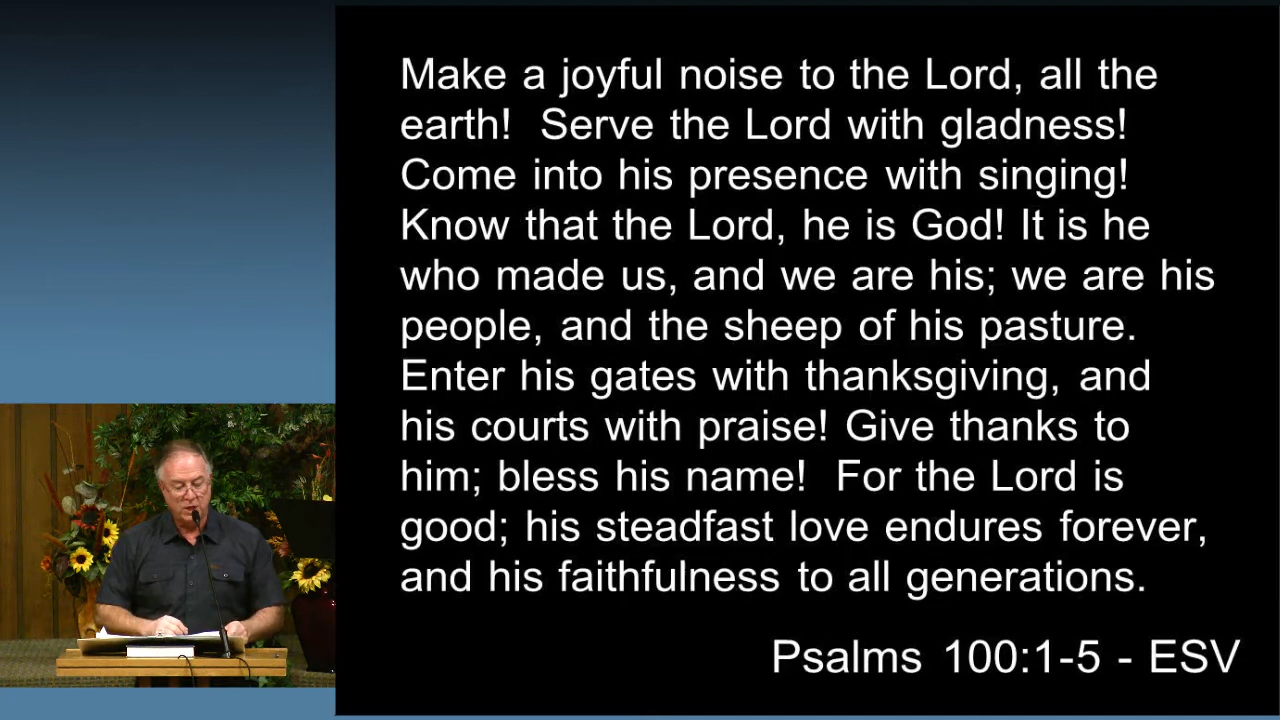 Make a joyful noise to the Lord, all the
earth!  Serve the Lord with gladness!
Come into his presence with singing!
Know that the Lord, he is God! It is he
who made us, and we are his; we are his
people, and the sheep of his pasture.
Enter his gates with thanksgiving, and
his courts with praise! Give thanks to
him; bless his name!  For the Lord is
good; his steadfast love endures forever,
and his faithfulness to all generations.
Psalms 100:1-5 - ESV